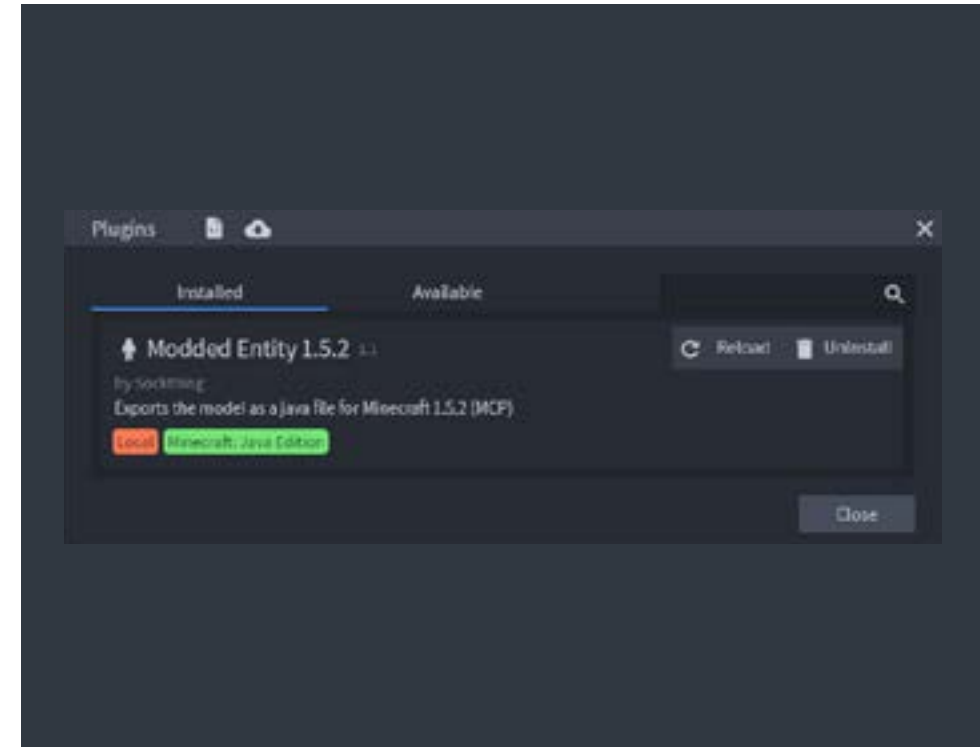 Plugins
Installed Available
Modded Entity 1.5.2
Reload Uninstall
Exports the model as a java file for Minecraft 1.5.2 (MCP)
Local Minecraft: Java Edition
Close